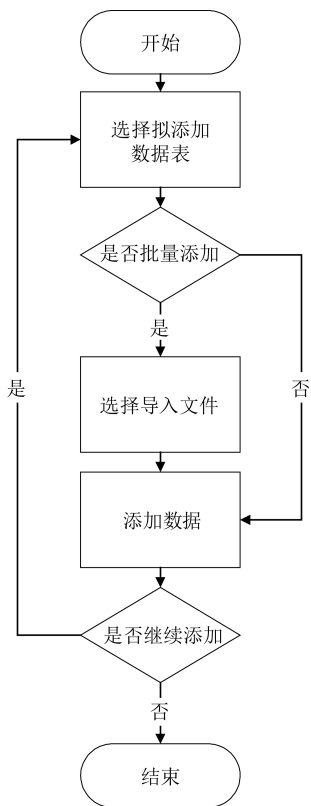 开始
选择拟添加
数据表
是否批量添加
是
选择导入文件
是
否
添加数据
是否继续添加
否
结束